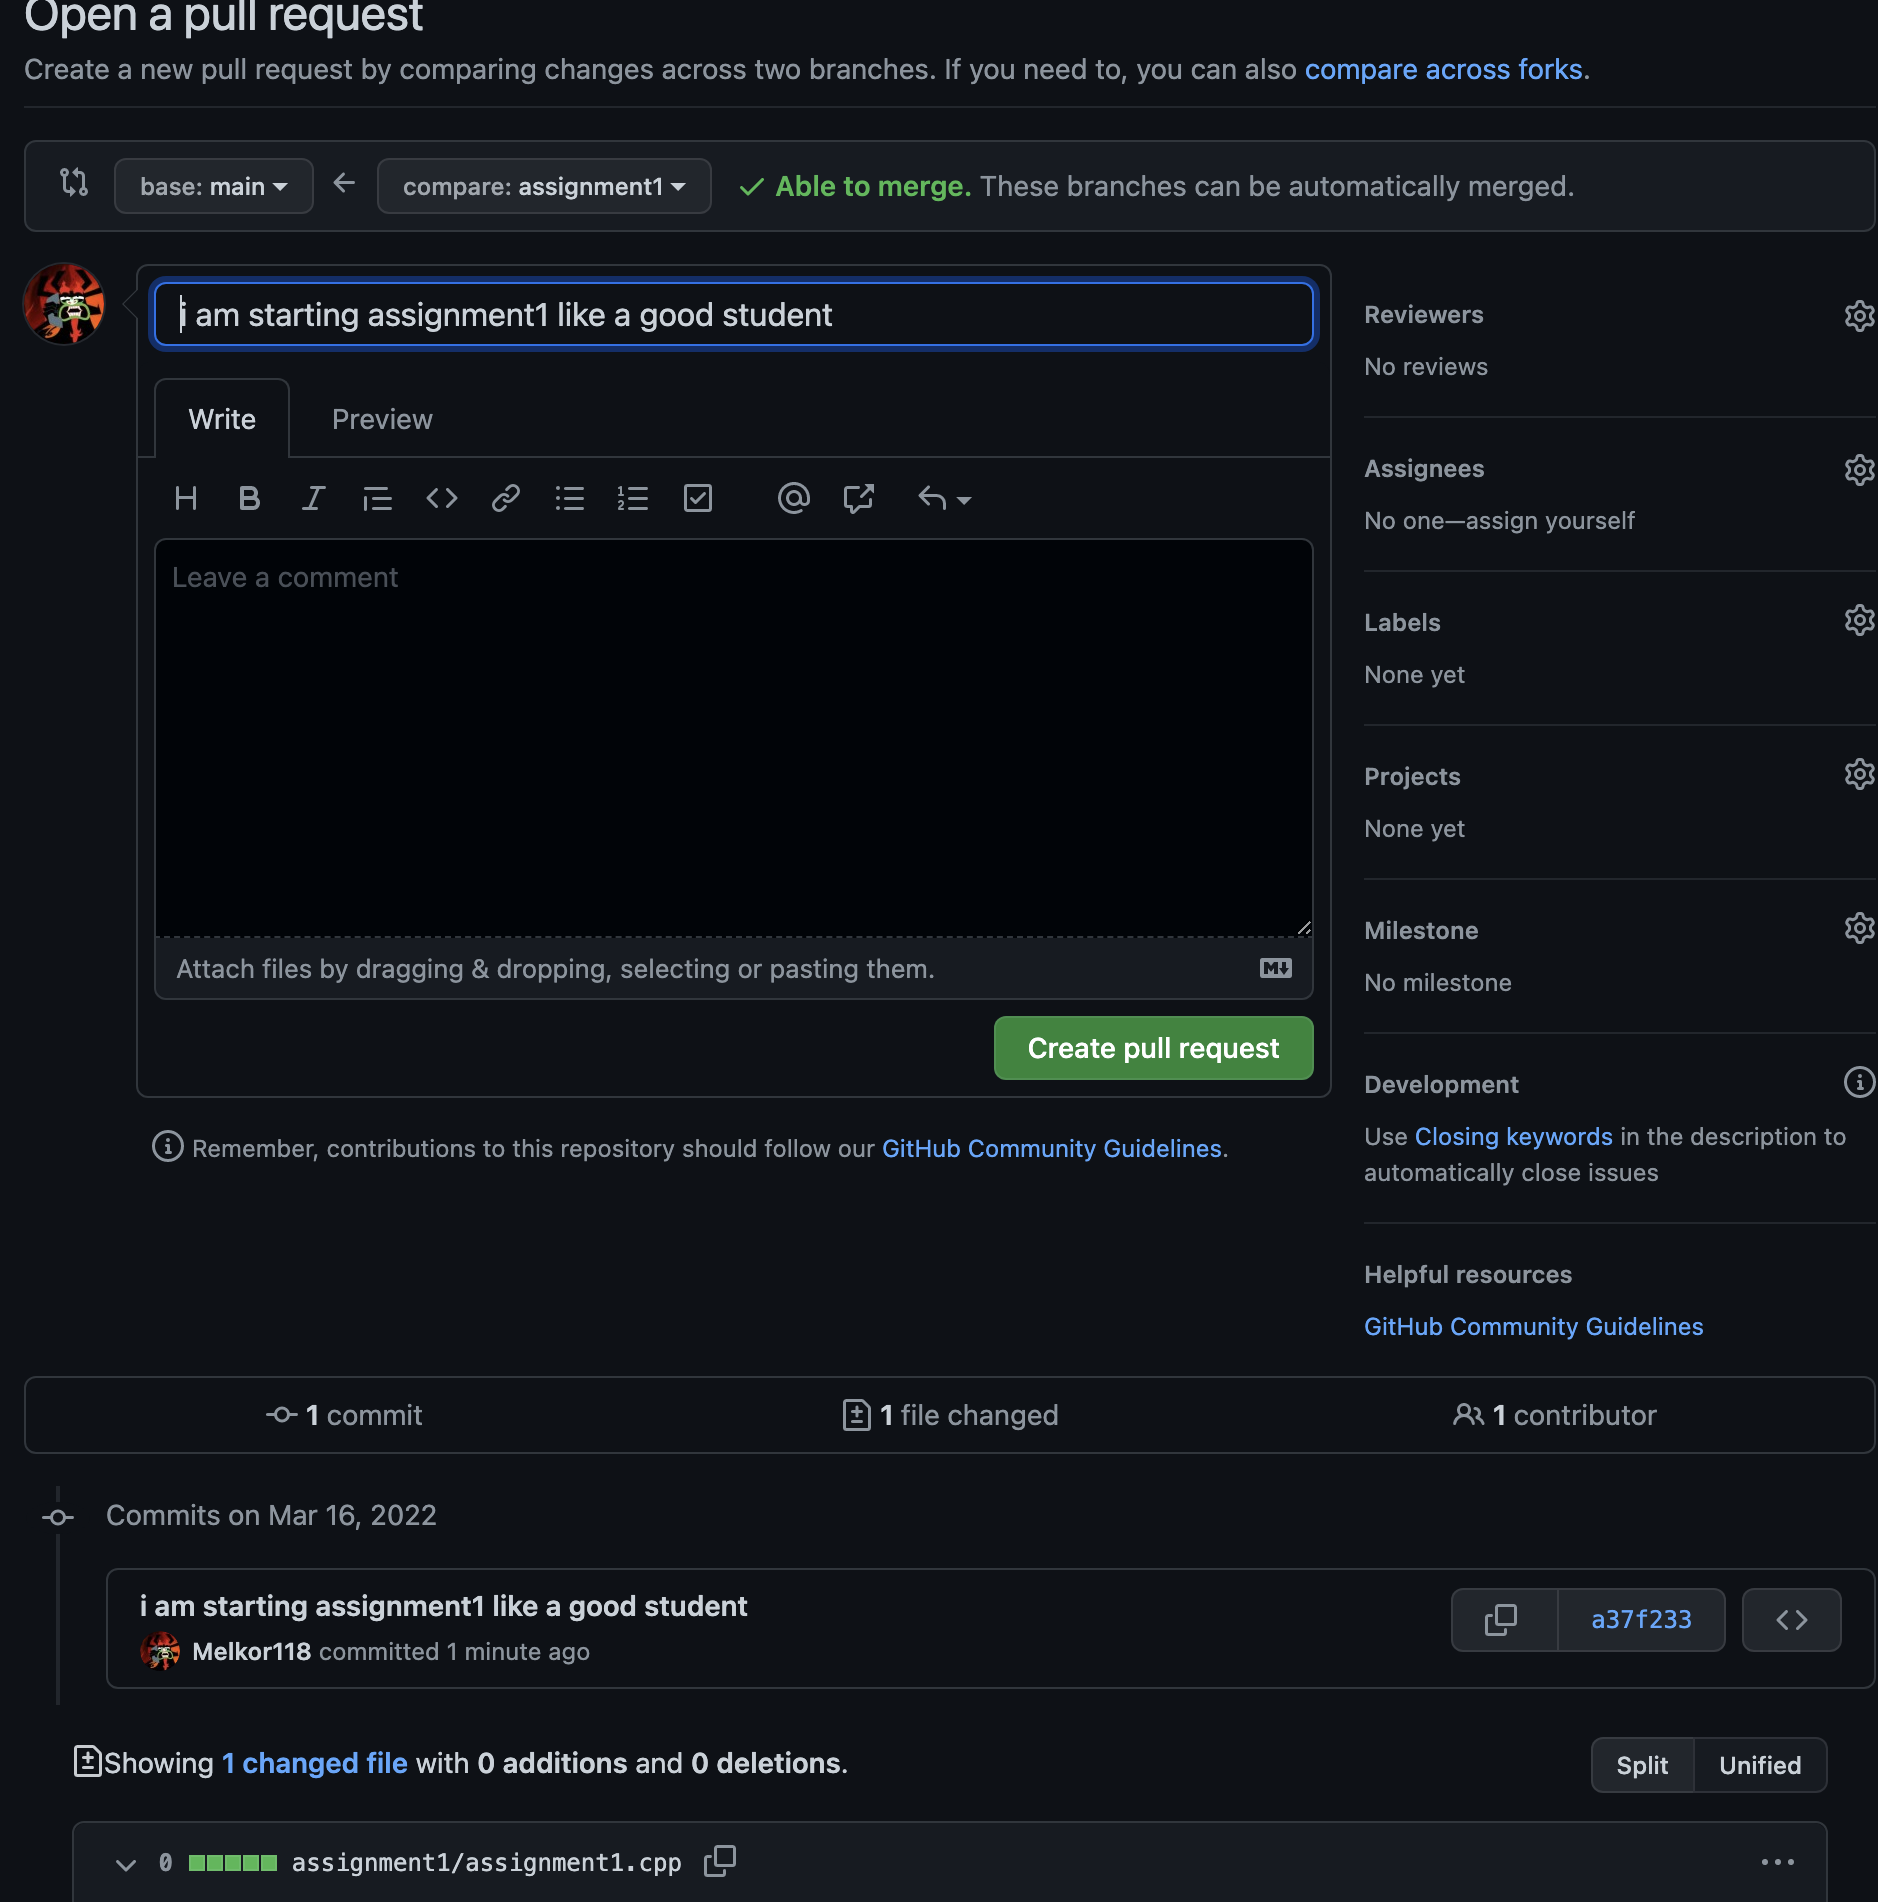 Open a pull request
Create a new pull request by comparing changes across two branches. If you need to, you can also compare across forks.
base: main
compare: assignment1
Able to merge. These branches can be automatically merged.
i am starting assignment1 like a good student
Write
Preview
Leave a comment
Attach files by dragging & dropping, selecting or pasting them.
Create pull request
Remember, contributions to this repository should follow our GitHub Community Guidelines.
Reviewers
No reviews
Assignees
No one—assign yourself
Labels
None yet
Projects
None yet
Milestone
No milestone
Development
Use Closing keywords in the description to
automatically close issues
Helpful resources
GitHub Community Guidelines
1 commit
1 file changed
1 contributor
Commits on Mar 16, 2022
i am starting assignment1 like a good student
Melkor118 committed 1 minute ago
a37f233
Showing 1 changed file with 0 additions and 0 deletions.
Split
Unified
0 assignment1/assignment1.cpp